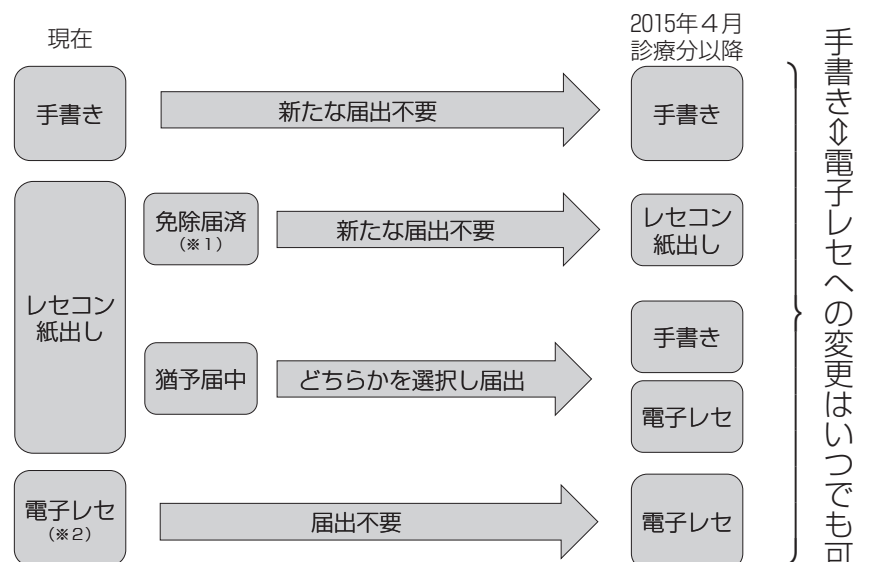 現在
2015年４月
診療分以降
手書き
新たな届出不要
手書き
レセコン
紙出し
免除届済
（※１）
新たな届出不要
レセコン
紙出し
猶予届中
どちらかを選択し届出
手書き
電子レセ
電子レセ
（※２）
届出不要
電子レセ
手書き⇕電子レセへの変更はいつでも可